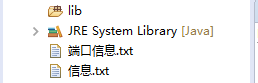 lib
JRE System Library [Java]
端口信息.txt
信息.txt